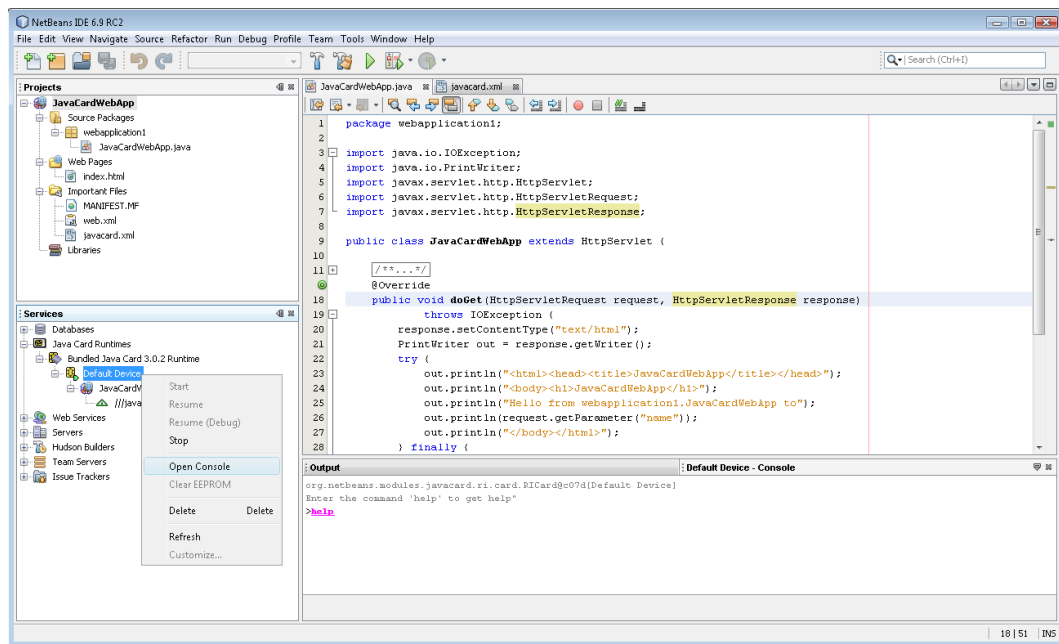 NetBeans IDE 6.9 RC2
File Edit View Navigate Source Refactor Run Debug Profile Team Tools Window Help
Search (Ctrl+I)
Projects
JavaCardWebApp
Source Packages
webapplication1
JavaCardWebApp.java
Web Pages
index.html
Important Files
MANIFEST.MF
web.xml
javacard.xml
Libraries
Services
Databases
Java Card Runtimes
Bundled Java Card 3.0.2 Runtime
Default Device
JavaCardW
///java
Web Services
Servers
Hudson Builders
Team Servers
Issue Trackers
Start
Resume
Resume (Debug)
Stop
Open Console
Clear EEPROM
Delete Delete
Refresh
Customize...
JavaCardWebApp.java javacard.xml
1 package webapplication1;
2
3 import java.io.IOException;
4 import java.io.PrintWriter;
5 import javax.servlet.http.HttpServlet;
6 import javax.servlet.http.HttpServletRequest;
7 import javax.servlet.http.HttpServletResponse;
8
9 public class JavaCardWebApp extends HttpServlet {
10
11 /**...*/
@Override
18 public void doGet(HttpServletRequest request, HttpServletResponse response)
19 throws IOException {
20 response.setContentType("text/html");
21 PrintWriter out = response.getWriter();
22 try {
23 out.println("<html><head><title>JavaCardWebApp</title></head>");
24 out.println("<body><h1>JavaCardWebApp</h1>");
25 out.println("Hello from webapplication1.JavaCardWebApp to");
26 out.println(request.getParameter("name"));
27 out.println("</body></html>");
28 } finally {
Output Default Device - Console
org.netbeans.modules.javacard.ri.card.RICard@c07d[Default Device]
Enter the command 'help' to get help"
>help
18|51 INS